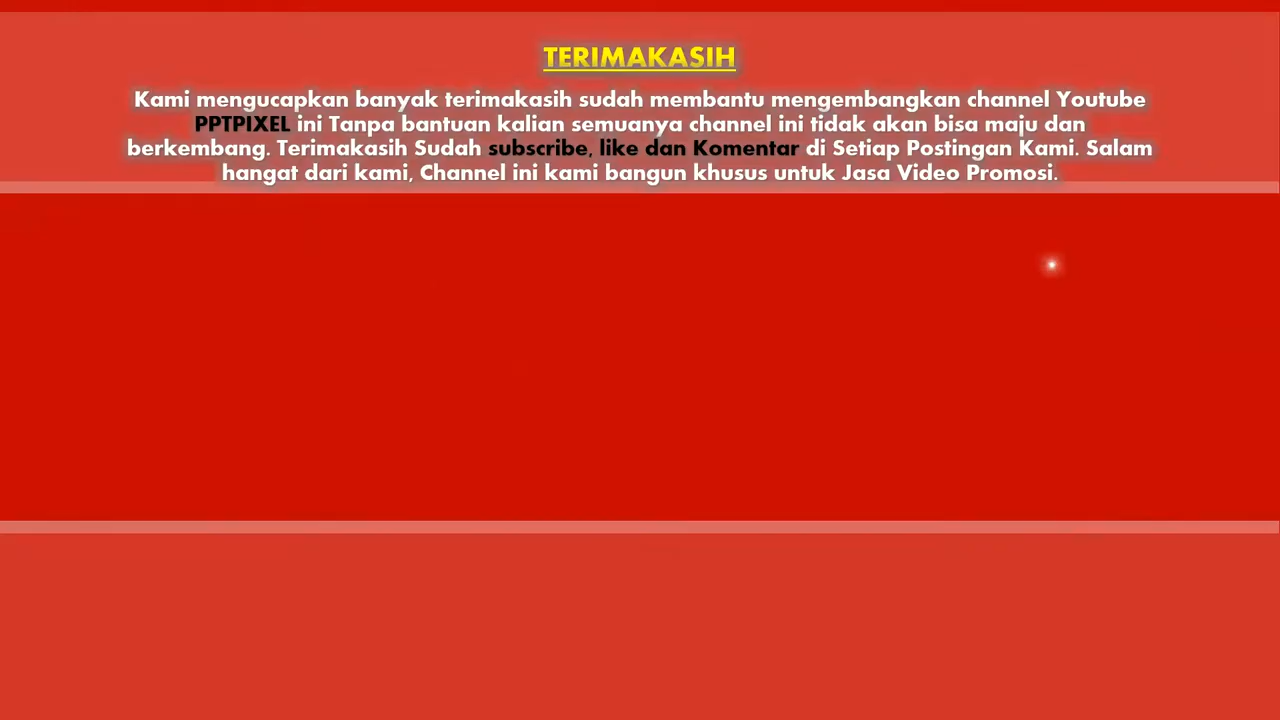 TERIMAKASIH
Kami mengucapkan banyak terimakasih sudah membantu mengembangkan channel Youtube
PPTPIXEL ini Tanpa bantuan kalian semuanya channel ini tidak akan bisa maju dan
berkembang. Terimakasih Sudah subscribe, like dan Komentar di Setiap Postingan Kami. Salam
hangat dari kami, Channel ini kami bangun khusus untuk Jasa Video Promosi.